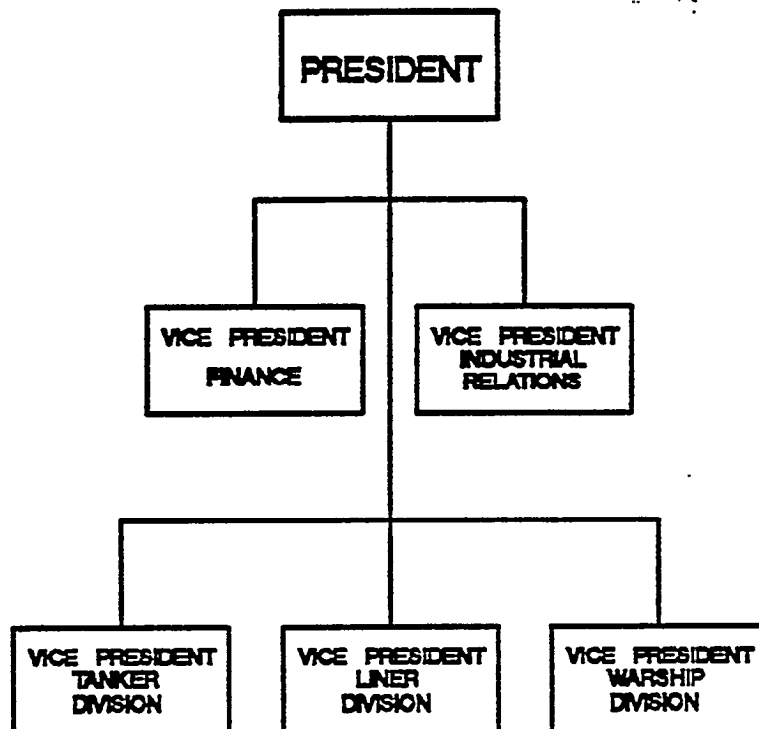 PRESIDENT
VICE PRESIDENT
FINANCE
VICE PRESIDENT
INDUSTRIAL
RELATIONS
VICE PRESIDENT
TANKER
DIVISION
VICE PRESIDENT
LINER
DIVISION
VICE PRESIDENT
WARSHIP
DIVISION